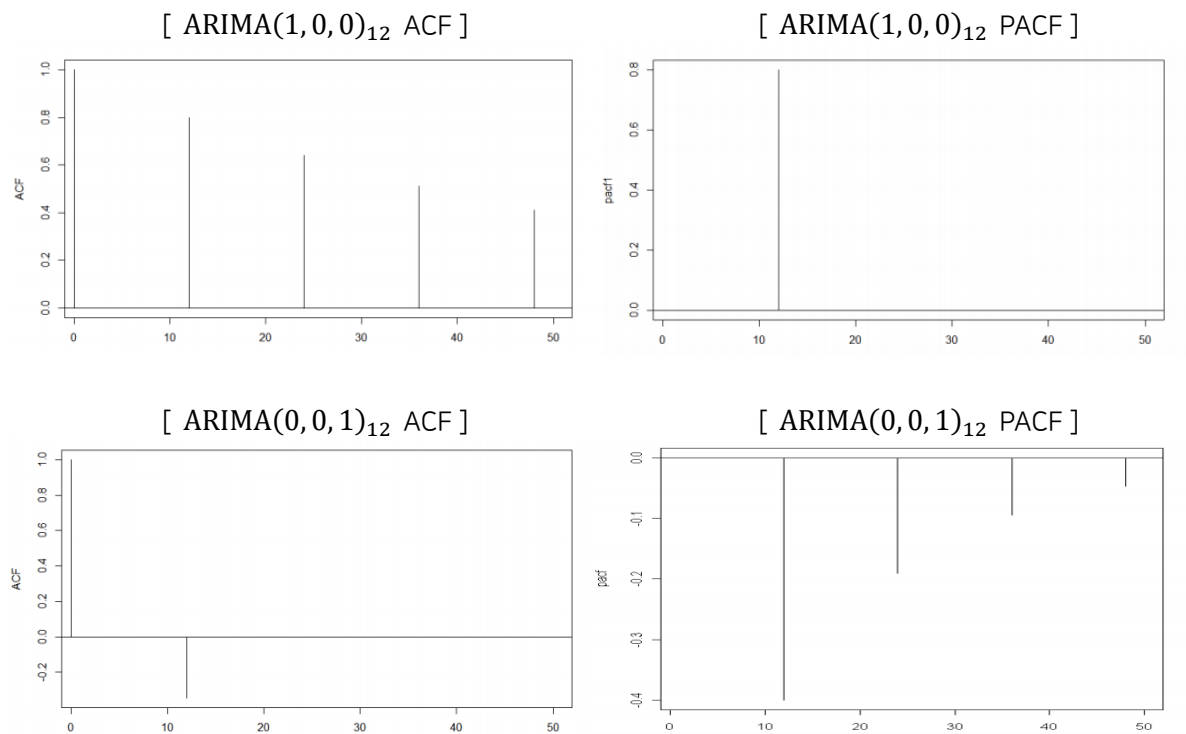 [ ARIMA(1, 0, 0)₁₂ ACF ]
[ ARIMA(1, 0, 0)₁₂ PACF ]
ACF
1.0
0.8
0.6
0.4
0.2
0.0
0 10 20 30 40 50
pacf1
0.8
0.6
0.4
0.2
0.0
0 10 20 30 40 50
[ ARIMA(0, 0, 1)₁₂ ACF ]
[ ARIMA(0, 0, 1)₁₂ PACF ]
ACF
1.0
0.8
0.6
0.4
0.2
0.0
-0.2
0 10 20 30 40 50
pacf
0.0
-0.1
-0.2
-0.3
-0.4
0 10 20 30 40 50